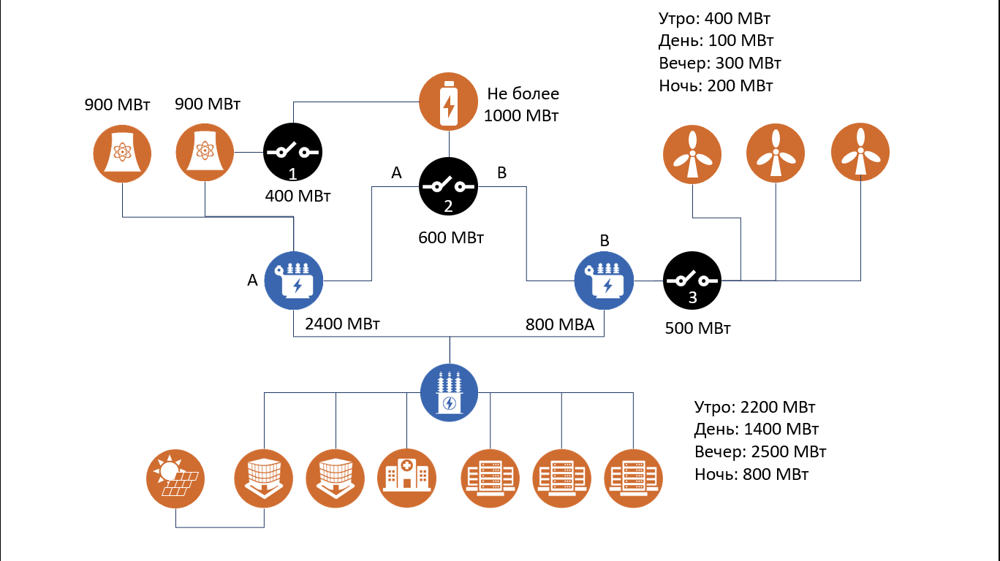 Утро: 400 МВт
День: 100 МВт
Вечер: 300 МВт
Ночь: 200 МВт
900 МВт
900 МВт
Не более
1000 МВт
1
400 МВт
A
B
2
600 МВт
A
B
3
2400 МВт
800 МВА
500 МВт
Утро: 2200 МВт
День: 1400 МВт
Вечер: 2500 МВт
Ночь: 800 МВт